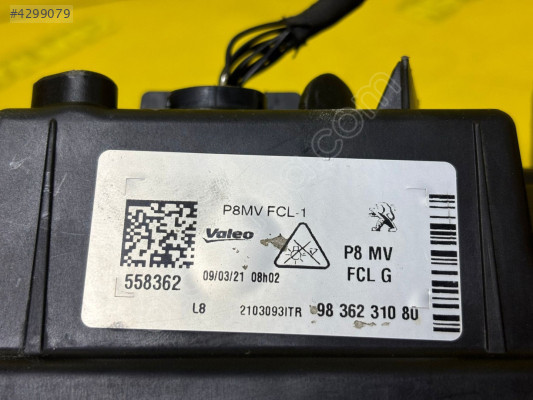 #4299079
P8MV FCL-1
Valeo
P8 MV
FCL G
558362
09/03/21 08h02
L8
2103093ITR
98 362 310 80